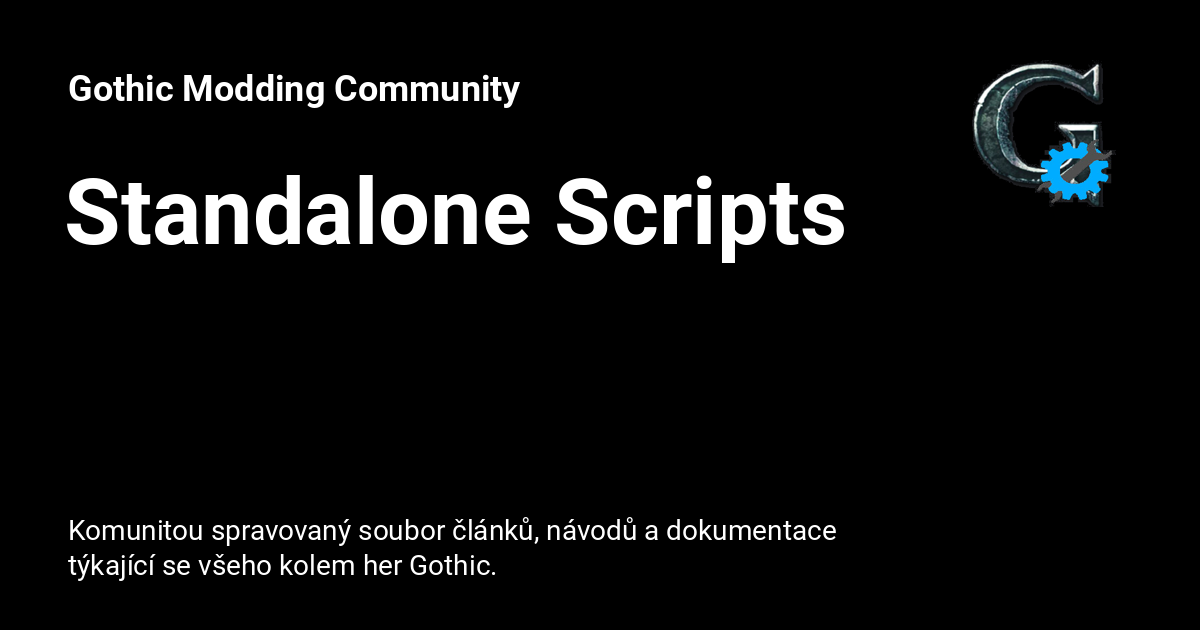 Gothic Modding Community
Standalone Scripts
Komunitou spravovaný soubor článků, návodů a dokumentace
týkající se všeho kolem her Gothic.